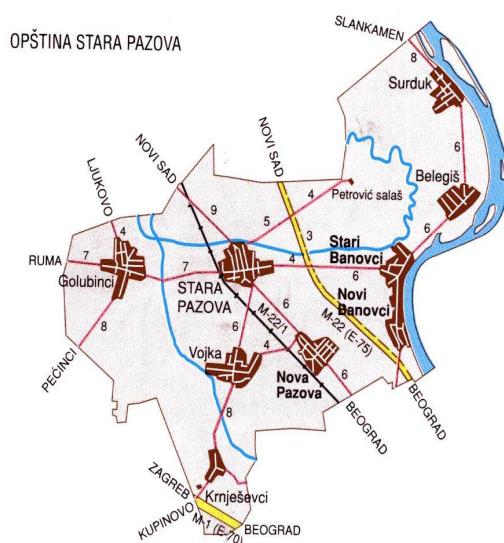 OPŠTINA STARA PAZOVA
SLANKAMEN
8
Surduk
6
NOVI SAD
NOVI SAD
LJUKOVO
Belegiš
Petrović salaš
4
9
5
3
6
4
Stari
Banovci
RUMA
7
7
4
6
Golubinci
STARA
PAZOVA
Novi
Banovci
6
M-22/1
M-22 (E-75)
8
6
4
PEĆINCI
Vojka
Nova
Pazova
6
8
BEOGRAD
BEOGRAD
ZAGREB
Krnješevci
KUPINOVO
M-1 (E-70)
BEOGRAD